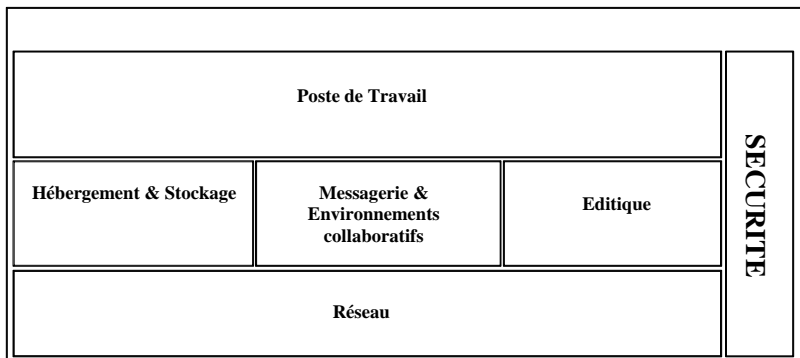 Poste de Travail
Hébergement & Stockage
Messagerie &
Environnements
collaboratifs
Editique
Réseau
SECURITE